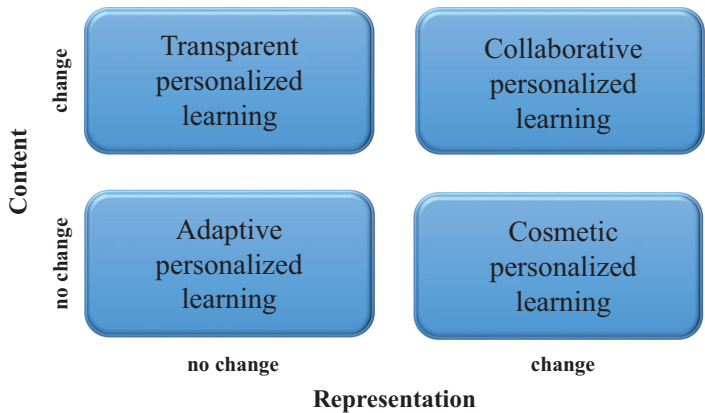 Transparent
personalized
learning
Collaborative
personalized
learning
change
Content
Adaptive
personalized
learning
Cosmetic
personalized
learning
no change
no change
change
Representation